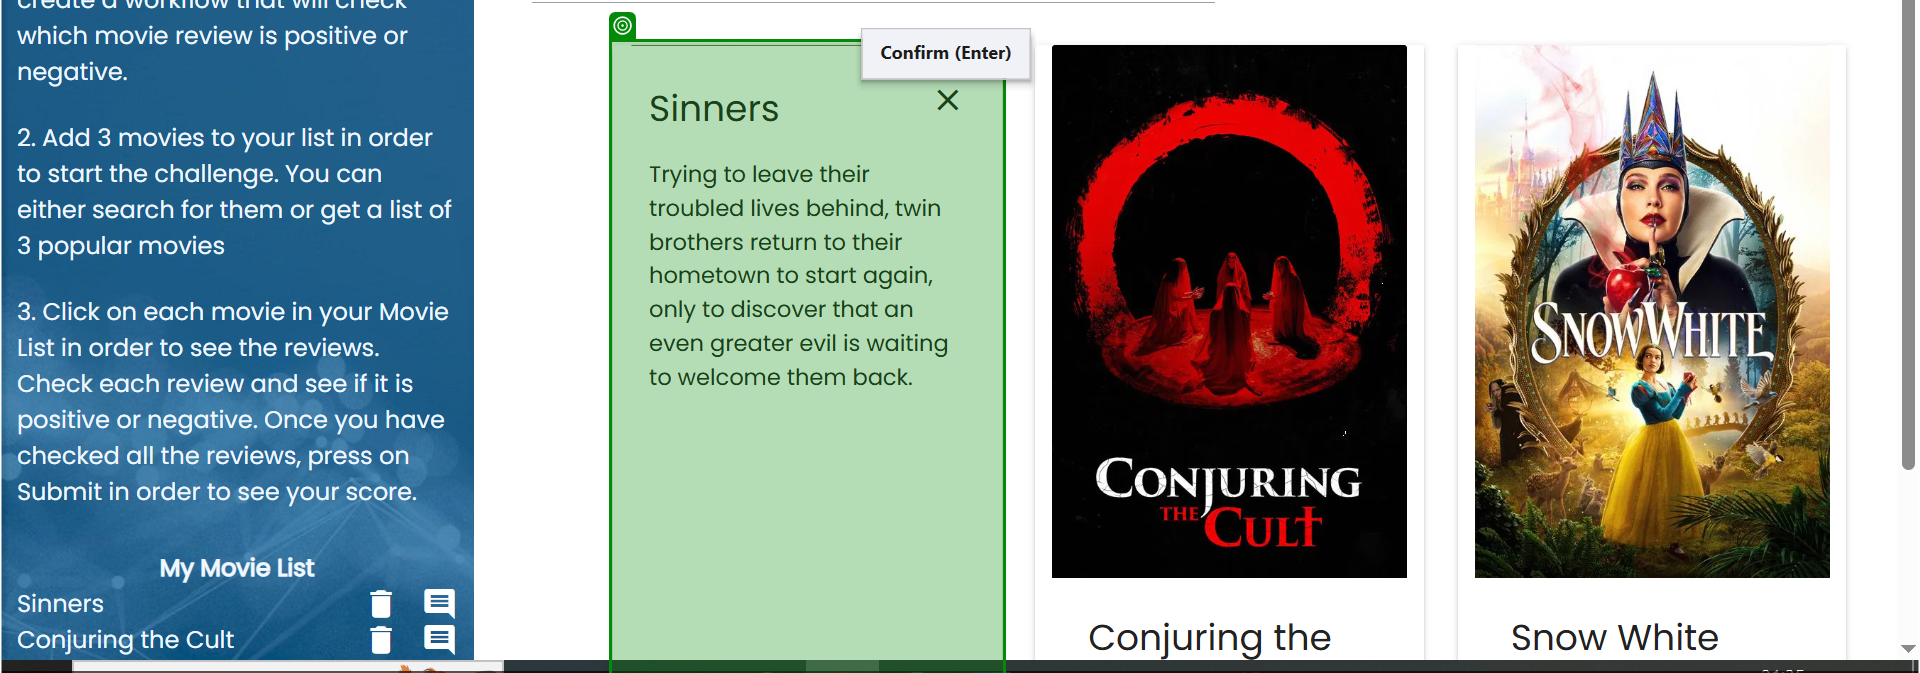 create a workflow that will check
which movie review is positive or
negative.
2. Add 3 movies to your list in order
to start the challenge. You can
either search for them or get a list of
3 popular movies
3. Click on each movie in your Movie
List in order to see the reviews.
Check each review and see if it is
positive or negative. Once you have
checked all the reviews, press on
Submit in order to see your score.
My Movie List
Sinners
Conjuring the Cult
Confirm (Enter)
Sinners
Trying to leave their
troubled lives behind, twin
brothers return to their
hometown to start again,
only to discover that an
even greater evil is waiting
to welcome them back.
CONJURING
THE CULT
Conjuring the
SNOW WHITE
Snow White